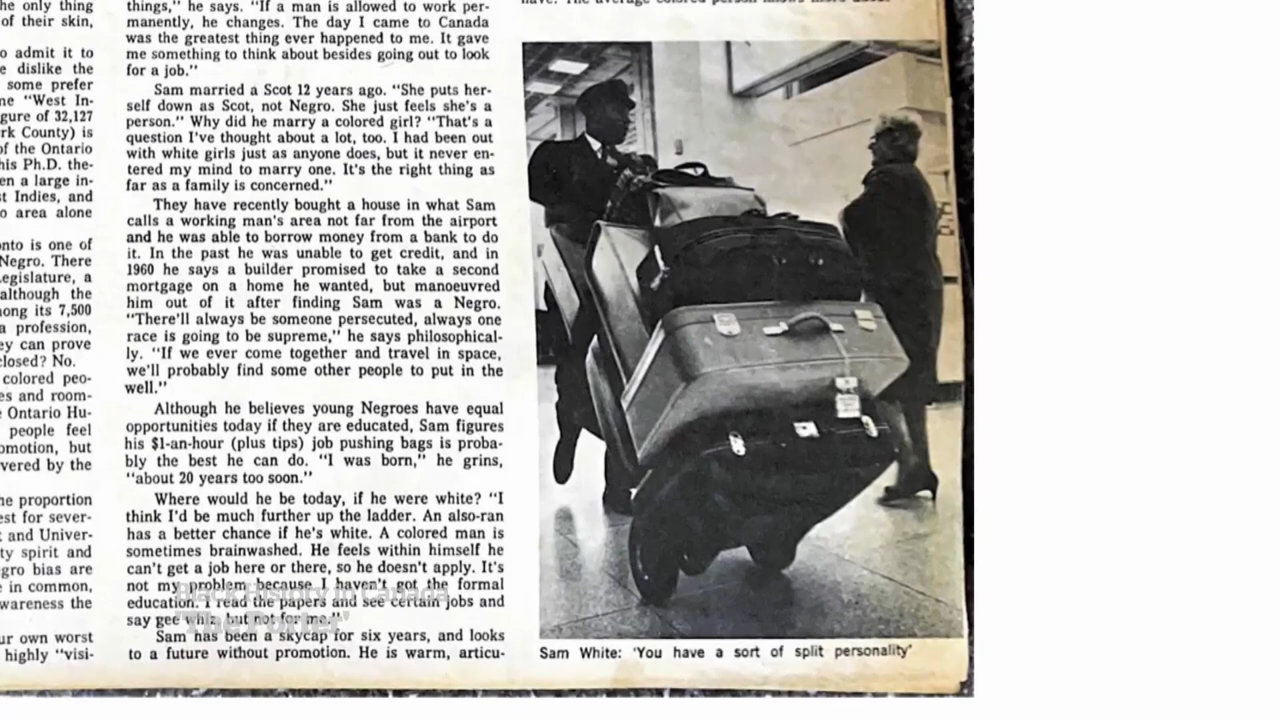 he only thing
of their skin,
o admit it to
e dislike the
some prefer
ne "West In-
gure of 32,127
rk County) is
of the Ontario
his Ph.D. the-
en a large in-
st Indies, and
o area alone
onto is one of
Negro. There
Legislature, a
although the
nong its 7,500
a profession,
ey can prove
closed? No.
colored peo-
es and room-
e Ontario Hu-
people feel
omotion, but
vered by the
he proportion
est for sever-
t and Univer-
ty spirit and
gro bias are
e in common,
wareness the
ur own worst
highly "visi-
things," he says. "If a man is allowed to work per-
manently, he changes. The day I came to Canada
was the greatest thing ever happened to me. It gave
me something to think about besides going out to look
for a job."
Sam married a Scot 12 years ago. "She puts her-
self down as Scot, not Negro. She just feels she's a
person." Why did he marry a colored girl? "That's a
question I've thought about a lot, too. I had been out
with white girls just as anyone does, but it never en-
tered my mind to marry one. It's the right thing as
far as a family is concerned."
They have recently bought a house in what Sam
calls a working man's area not far from the airport
and he was able to borrow money from a bank to do
it. In the past he was unable to get credit, and in
1960 he says a builder promised to take a second
mortgage on a home he wanted, but manoeuvred
him out of it after finding Sam was a Negro.
"There'll always be someone persecuted, always one
race is going to be supreme," he says philosophical-
ly. "If we ever come together and travel in space,
we'll probably find some other people to put in the
well."
Although he believes young Negroes have equal
opportunities today if they are educated, Sam figures
his $1-an-hour (plus tips) job pushing bags is proba-
bly the best he can do. "I was born," he grins,
"about 20 years too soon."
Where would he be today, if he were white? "I
think I'd be much further up the ladder. An also-ran
has a better chance if he's white. A colored man is
sometimes brainwashed. He feels within himself he
can't get a job here or there, so he doesn't apply. It's
not my problem because I haven't got the formal
education. I read the papers and see certain jobs and
say gee whiz, but not for me."
Sam has been a skycap for six years, and looks
to a future without promotion. He is warm, articu-
Black History in Canada
"The Porter"
Sam White: 'You have a sort of split personality'